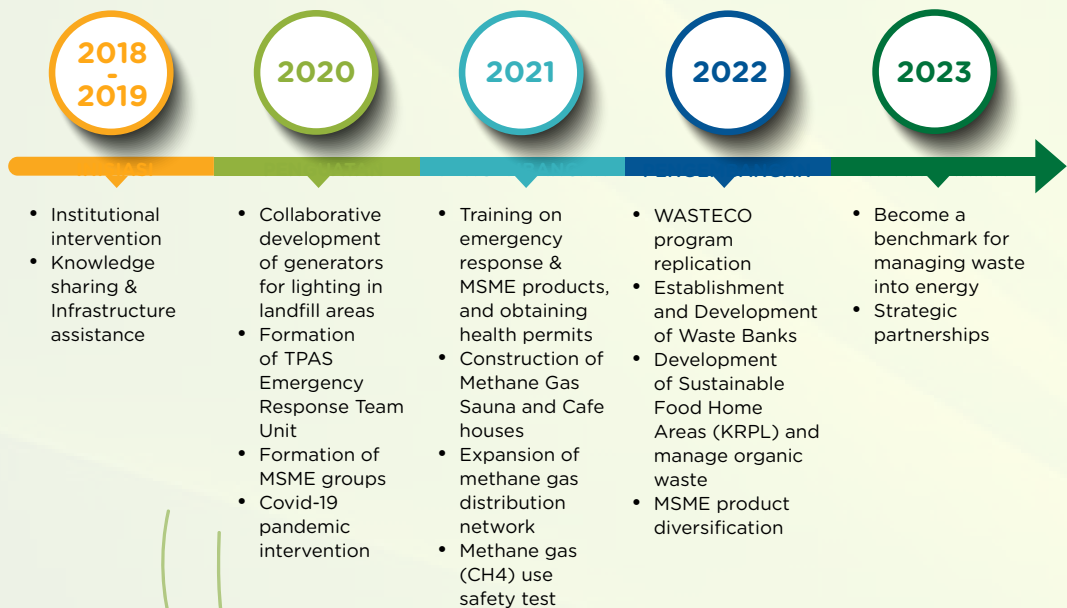 2018
-
2019
2020
2021
2022
2023
• Institutional
intervention
• Knowledge
sharing &
Infrastructure
assistance
• Collaborative
development
of generators
for lighting in
landfill areas
• Formation
of TPAS
Emergency
Response Team
Unit
• Formation of
MSME groups
• Covid-19
pandemic
intervention
• Training on
emergency
response &
MSME products,
and obtaining
health permits
• Construction of
Methane Gas
Sauna and Cafe
houses
• Expansion of
methane gas
distribution
network
• Methane gas
(CH4) use
safety test
• WASTECO
program
replication
• Establishment
and Development
of Waste Banks
• Development
of Sustainable
Food Home
Areas (KRPL) and
manage organic
waste
• MSME product
diversification
• Become a
benchmark for
managing waste
into energy
• Strategic
partnerships